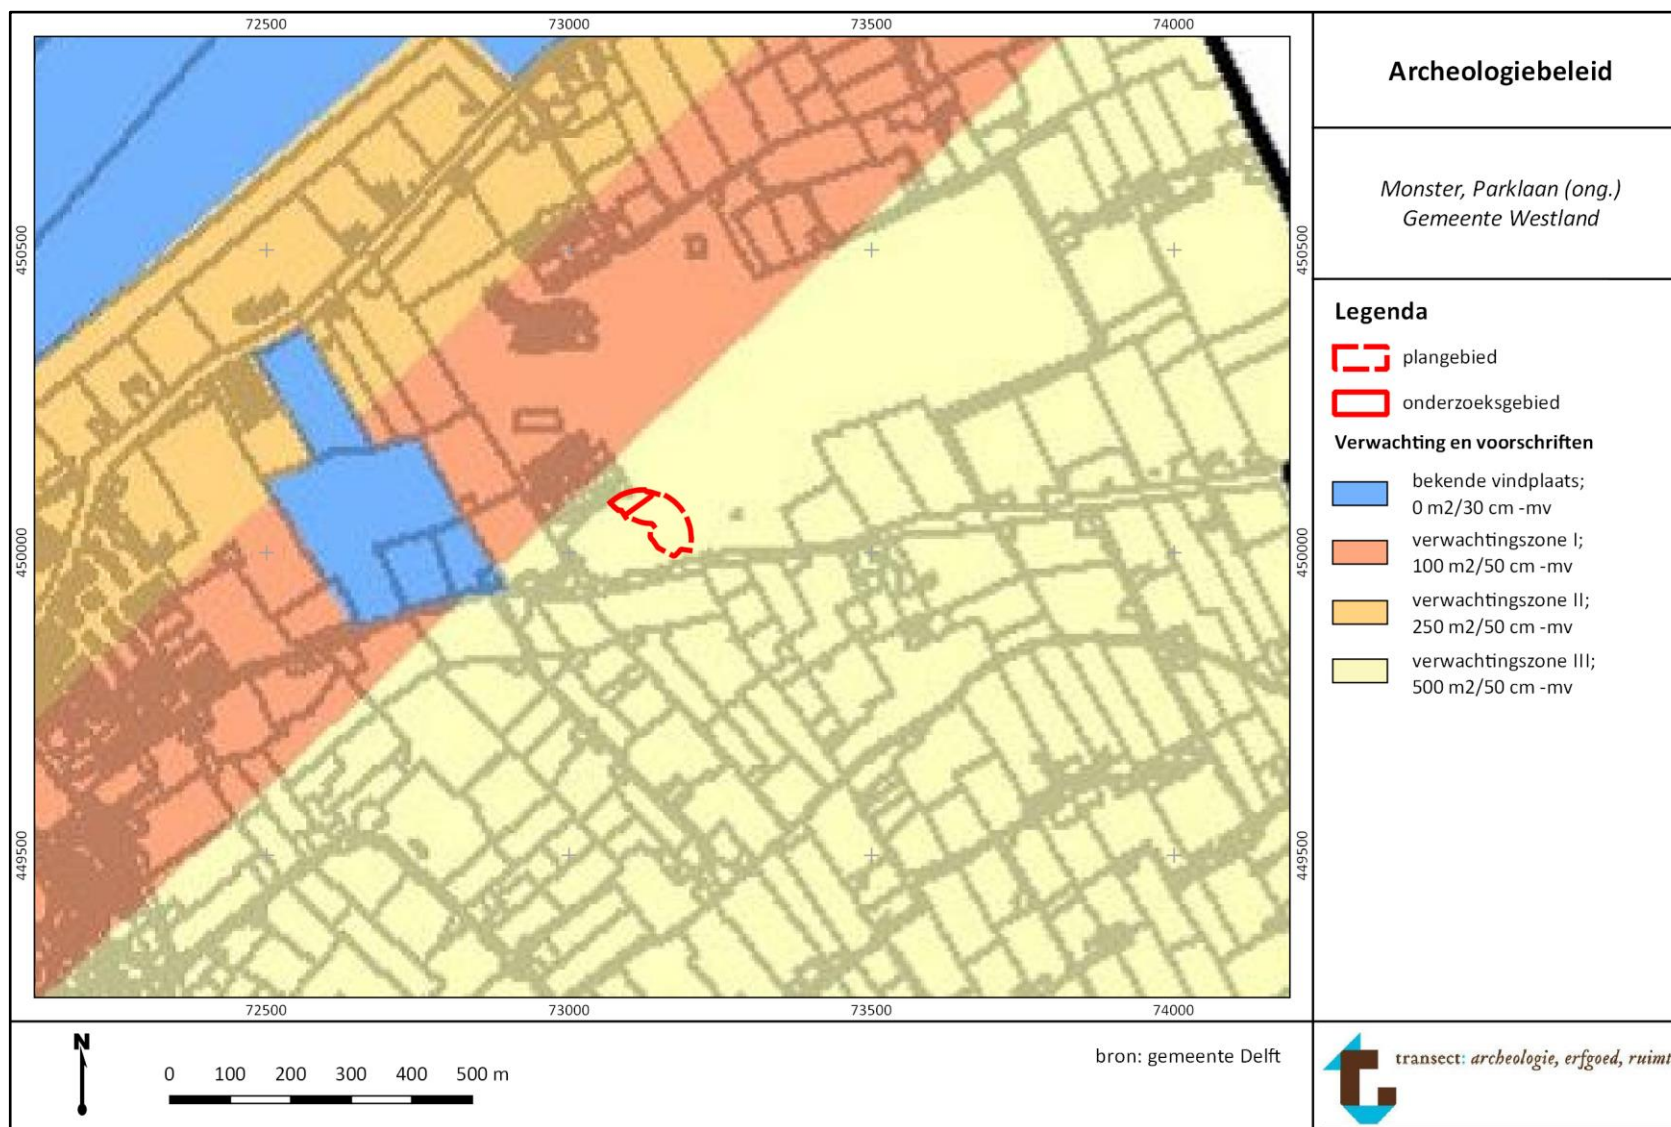 72500
73000
73500
74000
450500
450000
449500
450500
450000
449500
72500
73000
73500
74000
Archeologiebeleid
Monster, Parklaan (ong.)
Gemeente Westland
Legenda
plangebied
onderzoeksgebied
Verwachting en voorschriften
bekende vindplaats;
0 m2/30 cm -mv
verwachtingszone I;
100 m2/50 cm -mv
verwachtingszone II;
250 m2/50 cm -mv
verwachtingszone III;
500 m2/50 cm -mv
N
0 100 200 300 400 500 m
bron: gemeente Delft
transect: archeologie, erfgoed, ruimt